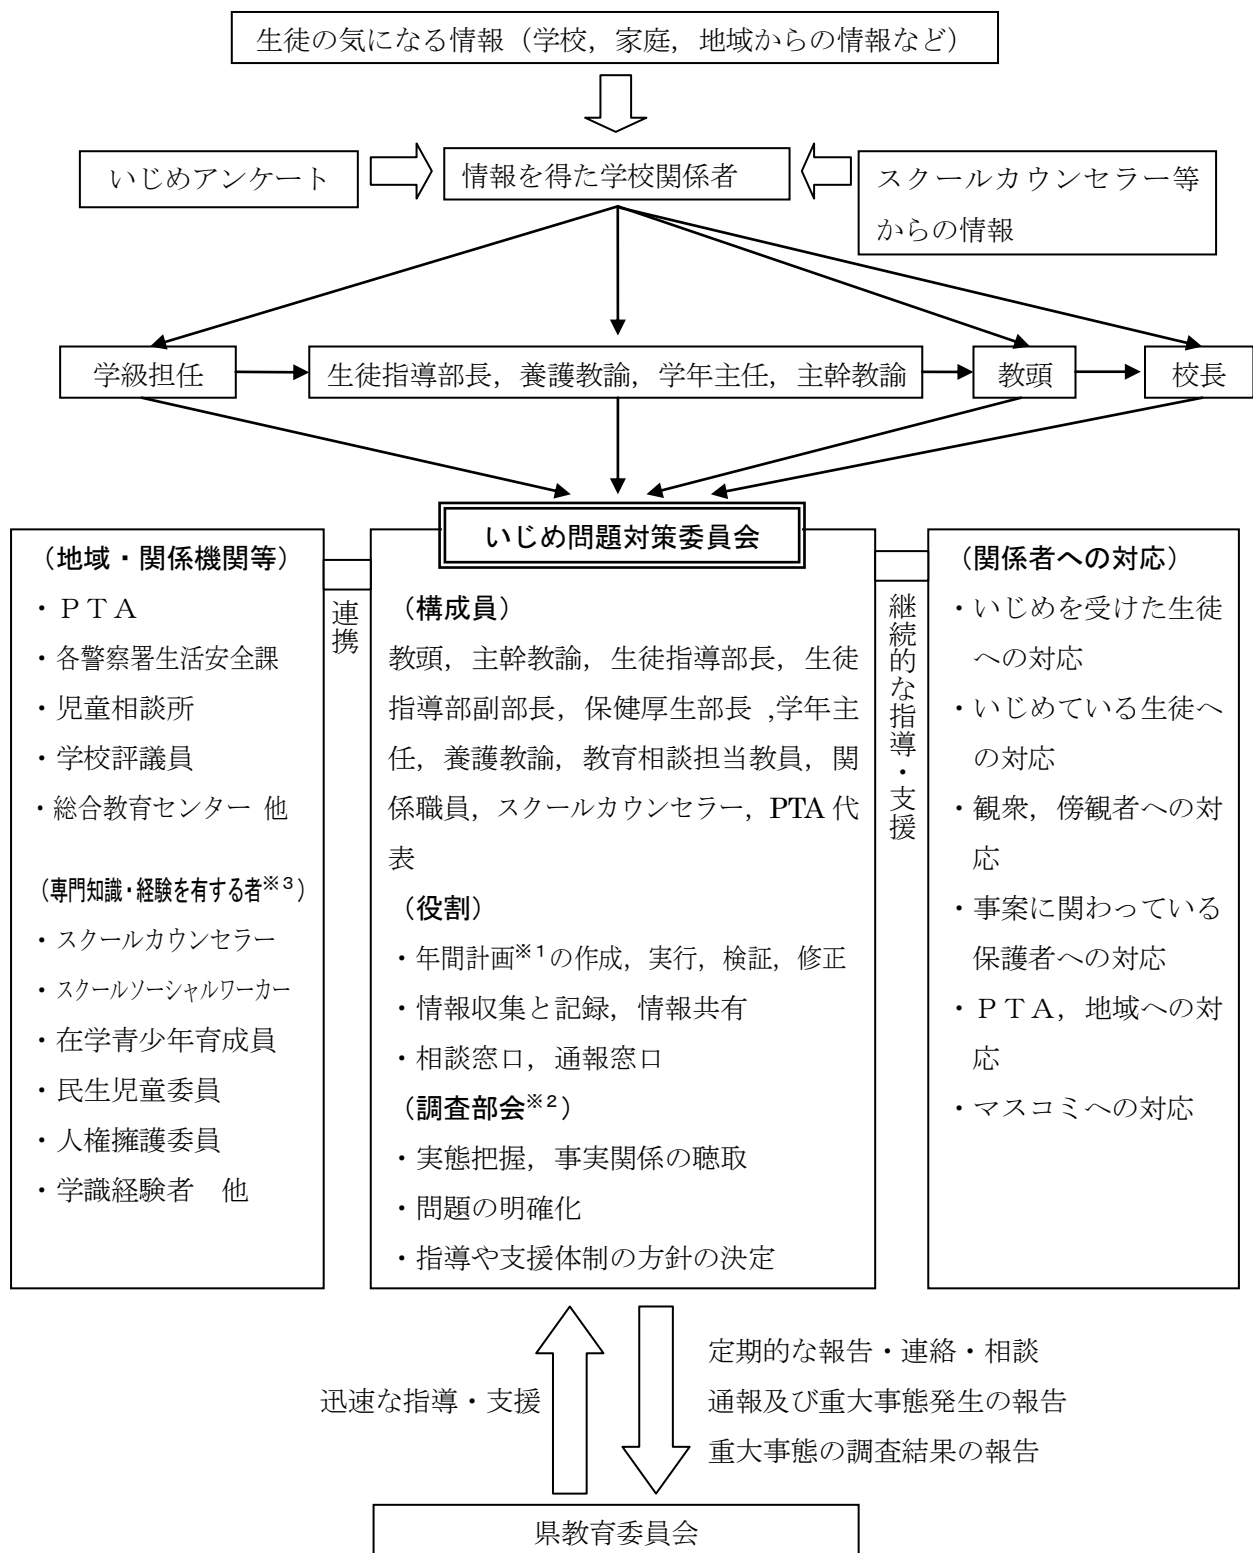 生徒の気になる情報（学校，家庭，地域からの情報など）
いじめアンケート
情報を得た学校関係者
スクールカウンセラー等
からの情報
学級担任
生徒指導部長，養護教諭，学年主任，主幹教諭
教頭
校長
いじめ問題対策委員会
（地域・関係機関等）
・ＰＴＡ
・各警察署生活安全課
・児童相談所
・学校評議員
・総合教育センター 他
（専門知識・経験を有する者※３）
・スクールカウンセラー
・スクールソーシャルワーカー
・在学青少年育成員
・民生児童委員
・人権擁護委員
・学識経験者　他
連携
（構成員）
教頭，主幹教諭，生徒指導部長，生徒
指導部副部長，保健厚生部長 ,学年主
任，養護教諭，教育相談担当教員，関
係職員，スクールカウンセラー，PTA 代
表
（役割）
・年間計画※１の作成，実行，検証，修正
・情報収集と記録，情報共有
・相談窓口，通報窓口
（調査部会※２）
・実態把握，事実関係の聴取
・問題の明確化
・指導や支援体制の方針の決定
継続的な指導・支援
（関係者への対応）
・いじめを受けた生徒
への対応
・いじめている生徒へ
の対応
・観衆，傍観者への対
応
・事案に関わっている
保護者への対応
・ＰＴＡ，地域への対
応
・マスコミへの対応
迅速な指導・支援
定期的な報告・連絡・相談
通報及び重大事態発生の報告
重大事態の調査結果の報告
県教育委員会